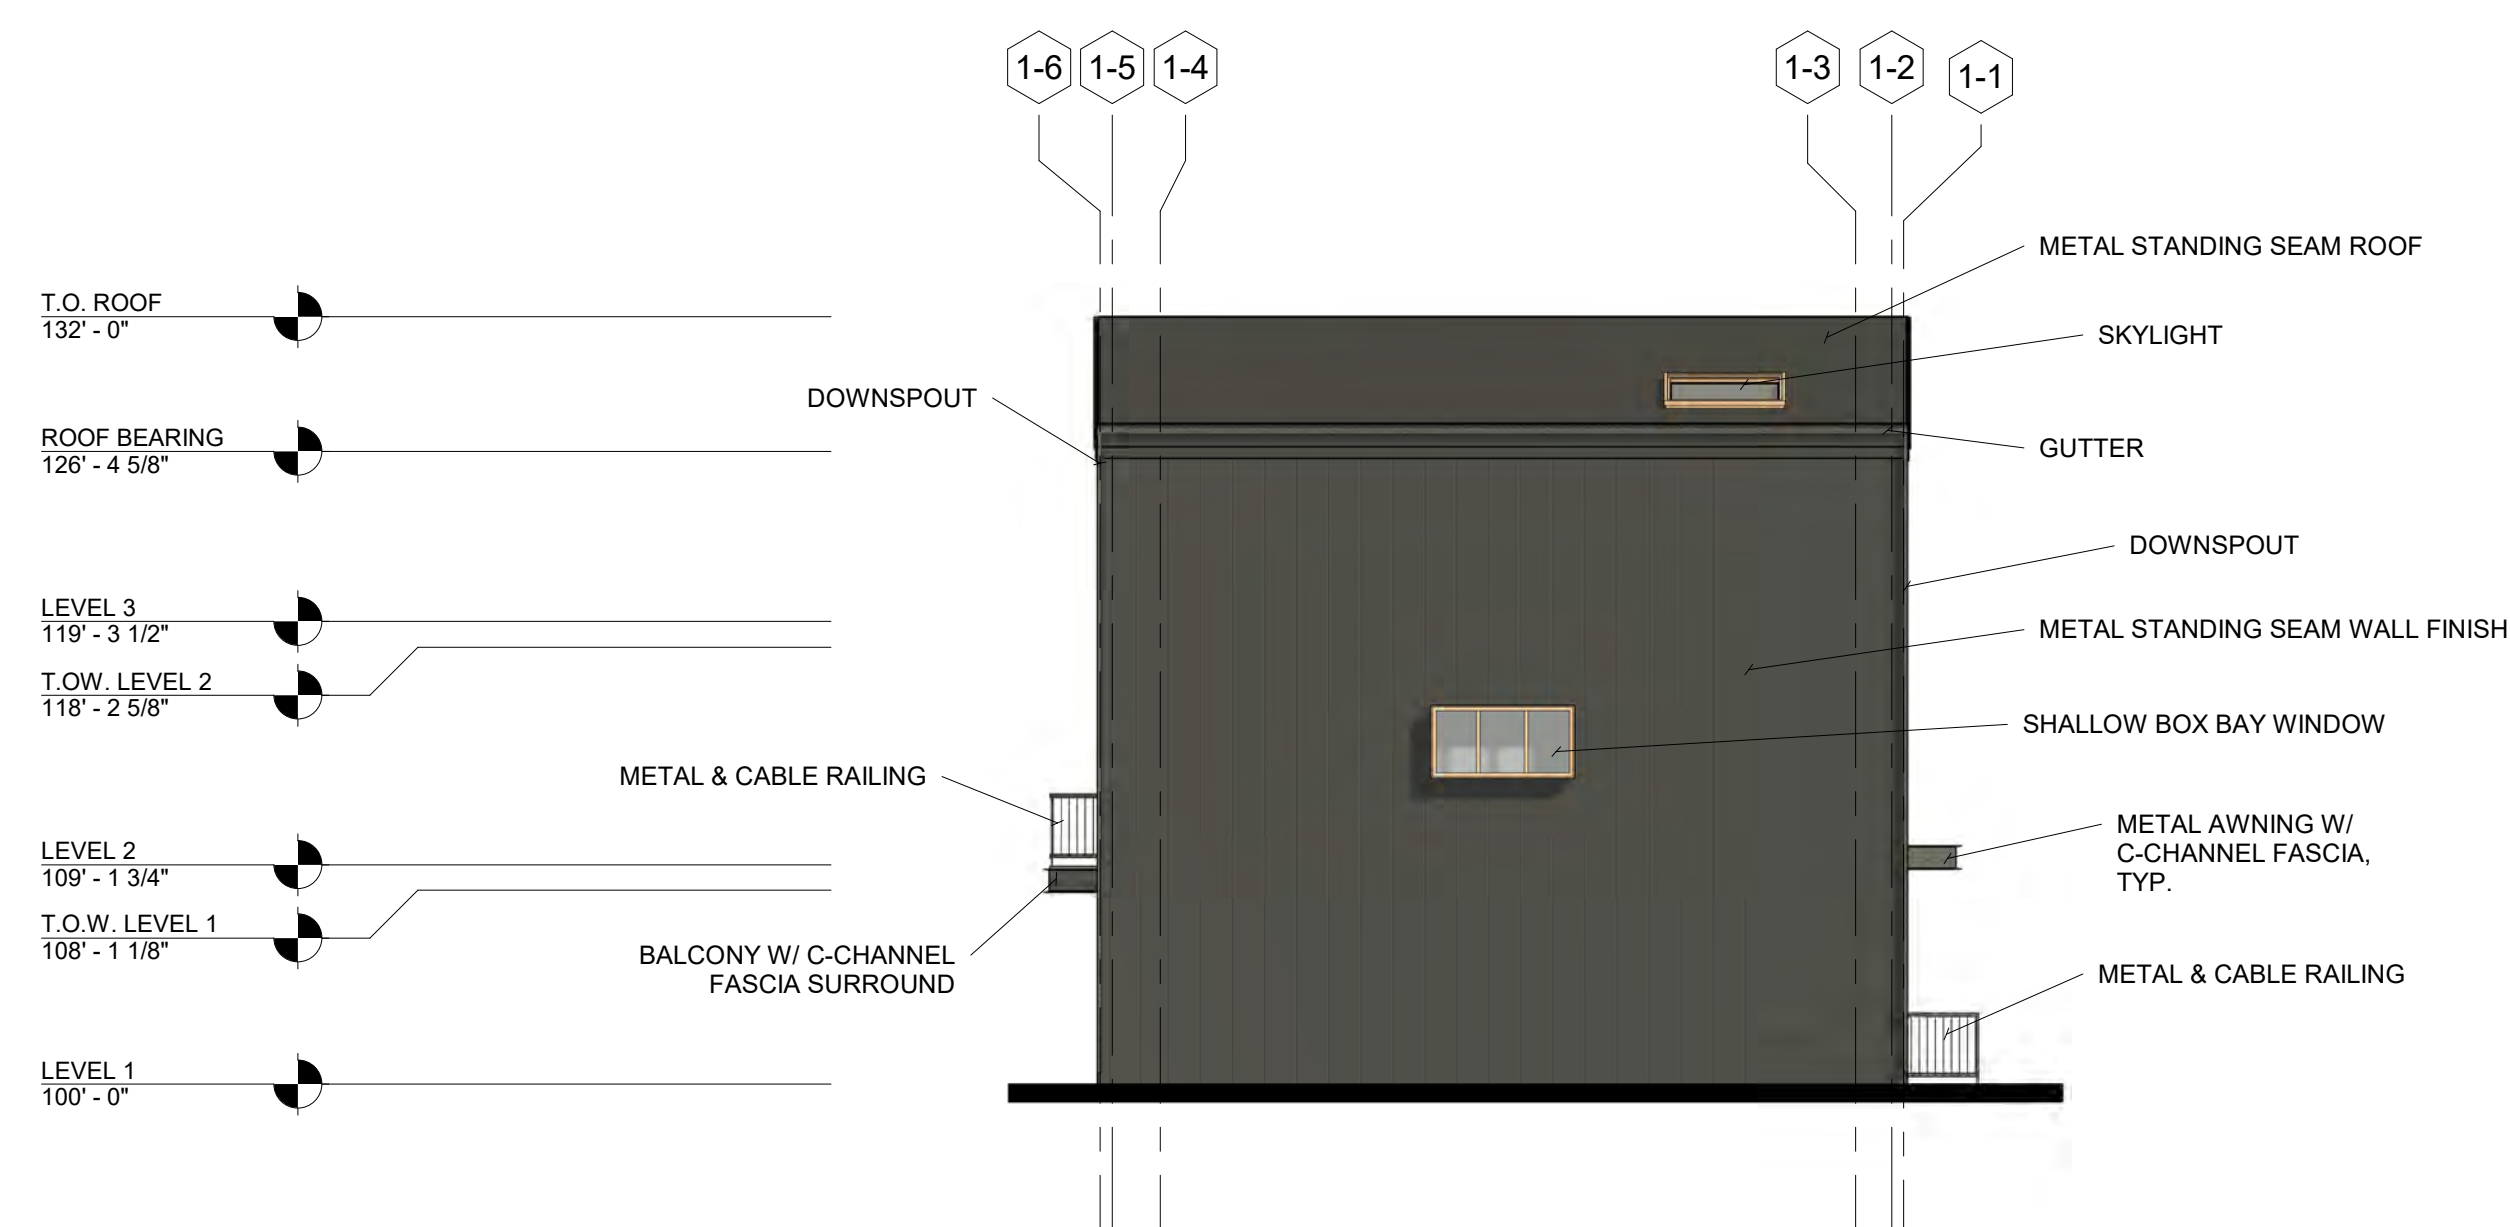 1-6
1-5
1-4
1-3
1-2
1-1
METAL STANDING SEAM ROOF
T.O. ROOF
132' - 0"
SKYLIGHT
DOWNSPOUT
ROOF BEARING
126' - 4 5/8"
GUTTER
DOWNSPOUT
LEVEL 3
119' - 3 1/2"
METAL STANDING SEAM WALL FINISH
T.OW. LEVEL 2
118' - 2 5/8"
SHALLOW BOX BAY WINDOW
METAL & CABLE RAILING
METAL AWNING W/
C-CHANNEL FASCIA,
TYP.
LEVEL 2
109' - 1 3/4"
T.O.W. LEVEL 1
108' - 1 1/8"
BALCONY W/ C-CHANNEL
FASCIA SURROUND
METAL & CABLE RAILING
LEVEL 1
100' - 0"